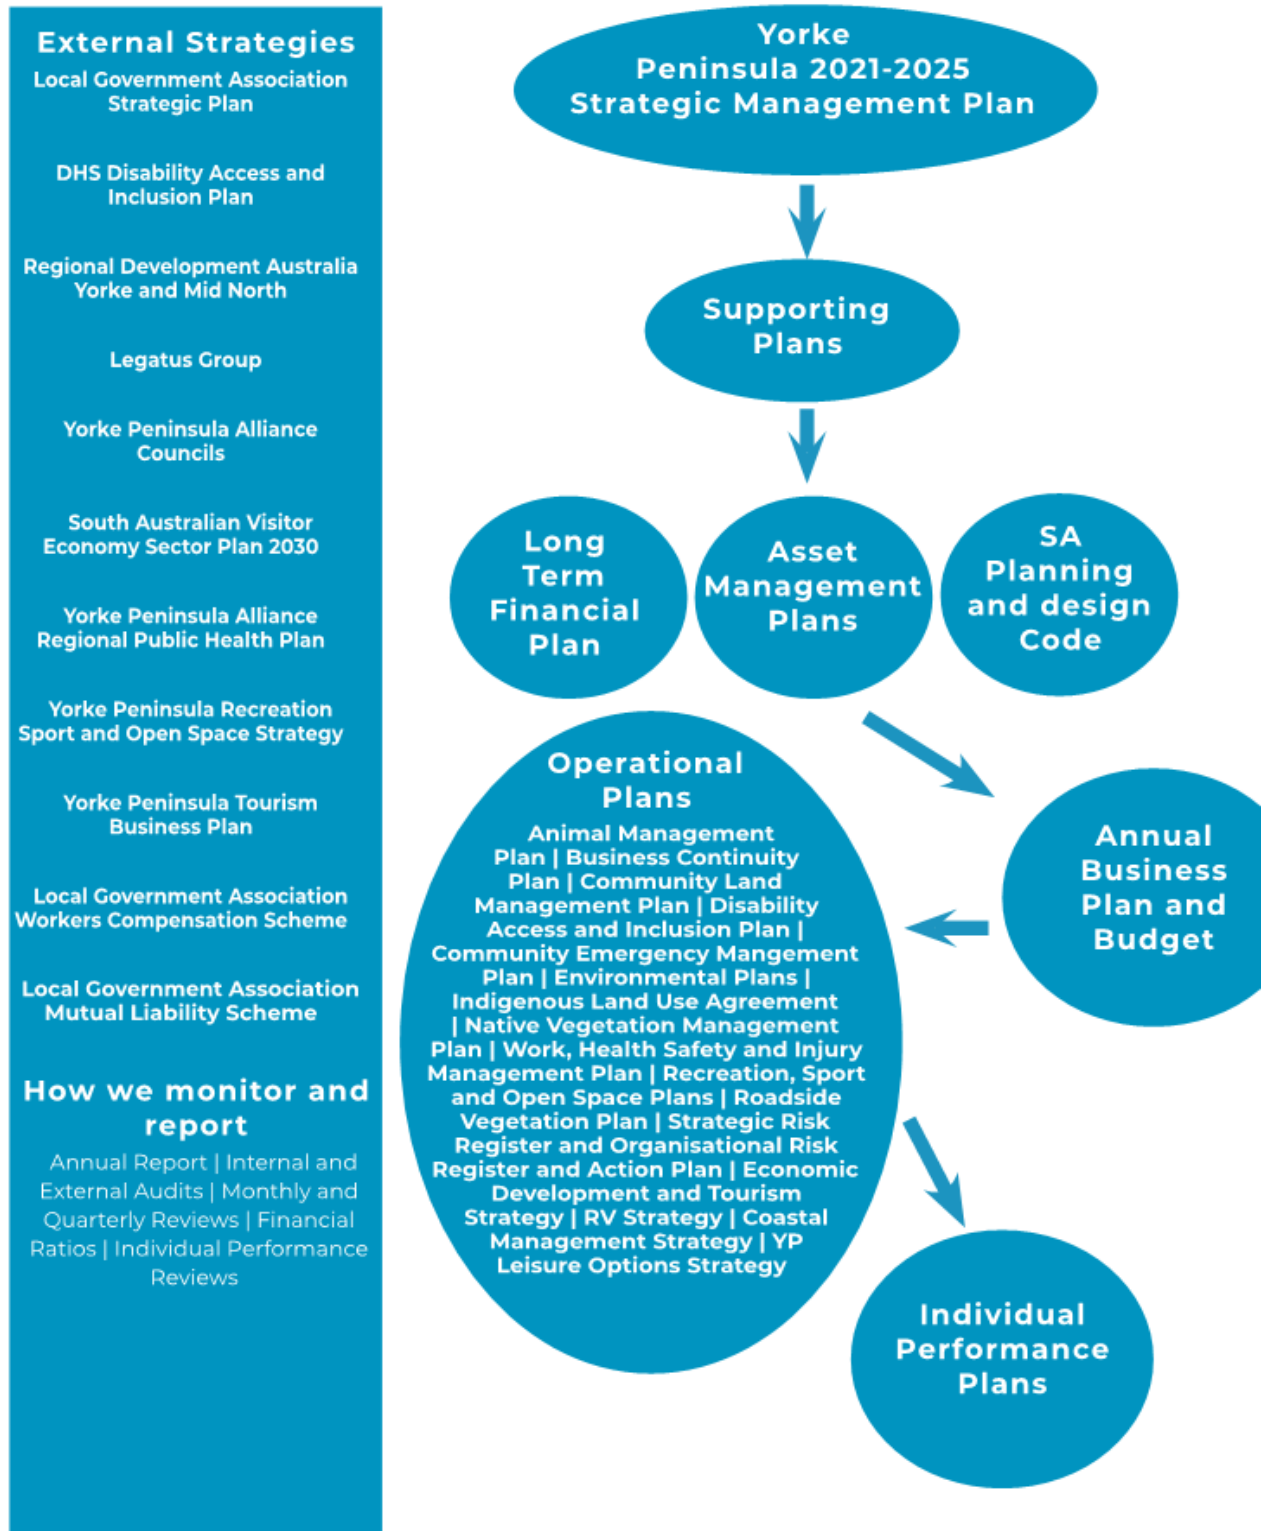 External Strategies
Local Government Association
Strategic Plan
DHS Disability Access and
Inclusion Plan
Regional Development Australia
Yorke and Mid North
Legatus Group
Yorke Peninsula Alliance
Councils
South Australian Visitor
Economy Sector Plan 2030
Yorke Peninsula Alliance
Regional Public Health Plan
Yorke Peninsula Recreation
Sport and Open Space Strategy
Yorke Peninsula Tourism
Business Plan
Local Government Association
Workers Compensation Scheme
Local Government Association
Mutual Liability Scheme
How we monitor and
report
Annual Report | Internal and
External Audits | Monthly and
Quarterly Reviews | Financial
Ratios | Individual Performance
Reviews
Yorke
Peninsula 2021-2025
Strategic Management Plan
Supporting
Plans
Long
Term
Financial
Plan
Asset
Management
Plans
SA
Planning
and design
Code
Annual
Business
Plan and
Budget
Operational
Plans
Animal Management
Plan | Business Continuity
Plan | Community Land
Management Plan | Disability
Access and Inclusion Plan |
Community Emergency Mangement
Plan | Environmental Plans |
Indigenous Land Use Agreement
| Native Vegetation Management
Plan | Work, Health Safety and Injury
Management Plan | Recreation, Sport
and Open Space Plans | Roadside
Vegetation Plan | Strategic Risk
Register and Organisational Risk
Register and Action Plan | Economic
Development and Tourism
Strategy | RV Strategy | Coastal
Management Strategy | YP
Leisure Options Strategy
Individual
Performance
Plans